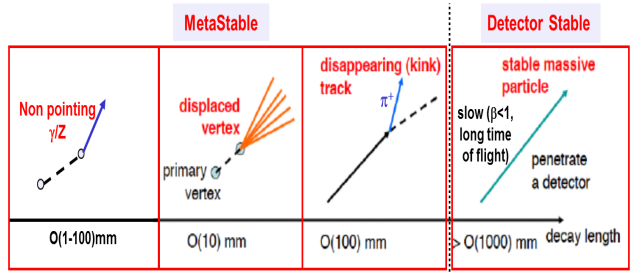 MetaStable
Detector Stable
Non pointing
γ/Z
displaced
vertex
primary
vertex
disappearing (kink)
track
π⁺
stable massive
particle
slow (β<1,
long time
of flight)
penetrate
a detector
O(1-100)mm
O(10) mm
O(100) mm
> O(1000) mm
decay length